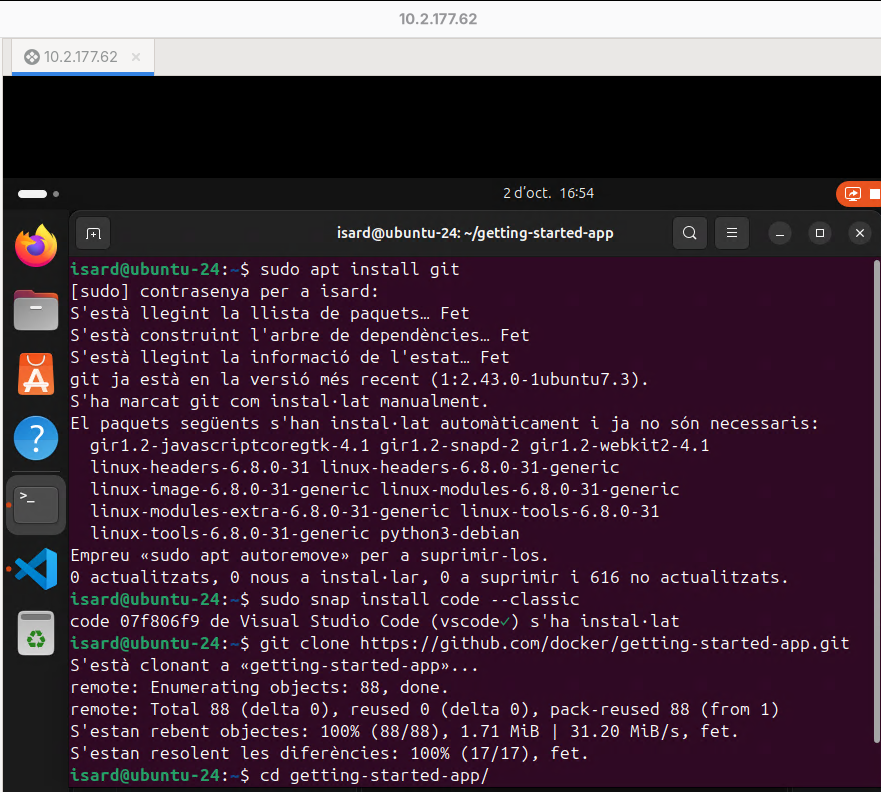 10.2.177.62
10.2.177.62 ×
2 d'oct. 16:54
isard@ubuntu-24: ~/getting-started-app
isard@ubuntu-24:~$ sudo apt install git
[sudo] contrasenya per a isard:
S'està llegint la llista de paquets… Fet
S'està construint l'arbre de dependències… Fet
S'està llegint la informació de l'estat… Fet
git ja està en la versió més recent (1:2.43.0-1ubuntu7.3).
S'ha marcat git com instal·lat manualment.
El paquets següents s'han instal·lat automàticament i ja no són necessaris:
  gir1.2-javascriptcoregtk-4.1 gir1.2-snapd-2 gir1.2-webkit2-4.1
  linux-headers-6.8.0-31 linux-headers-6.8.0-31-generic
  linux-image-6.8.0-31-generic linux-modules-6.8.0-31-generic
  linux-modules-extra-6.8.0-31-generic linux-tools-6.8.0-31
  linux-tools-6.8.0-31-generic python3-debian
Empreu «sudo apt autoremove» per a suprimir-los.
0 actualitzats, 0 nous a instal·lar, 0 a suprimir i 616 no actualitzats.
isard@ubuntu-24:~$ sudo snap install code --classic
code 07f806f9 de Visual Studio Code (vscode✓) s'ha instal·lat
isard@ubuntu-24:~$ git clone https://github.com/docker/getting-started-app.git
S'està clonant a «getting-started-app»...
remote: Enumerating objects: 88, done.
remote: Total 88 (delta 0), reused 0 (delta 0), pack-reused 88 (from 1)
S'estan rebent objectes: 100% (88/88), 1.71 MiB | 31.20 MiB/s, fet.
S'estan resolent les diferències: 100% (17/17), fet.
isard@ubuntu-24:~$ cd getting-started-app/